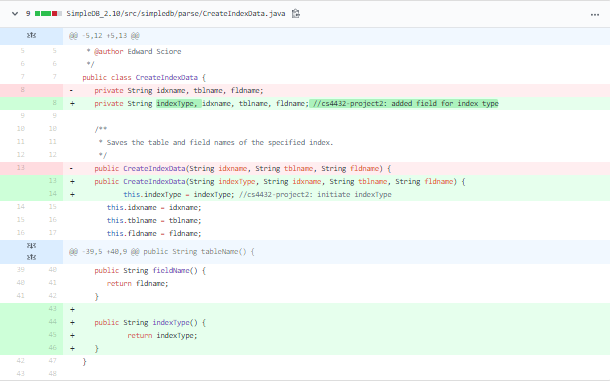 9 SimpleDB_2.10/src/simpledb/parse/CreateIndexData.java
@@ -5,12 +5,13 @@
5 5 * @author Edward Sciore
6 6 */
7 7 public class CreateIndexData {
8 - private String idxname, tblname, fldname;
8 + private String indexType, idxname, tblname, fldname; //cs4432-project2: added field for index type
9 9
10 10 /**
11 11 * Saves the table and field names of the specified index.
12 12 */
13 - public CreateIndexData(String idxname, String tblname, String fldname) {
13 + public CreateIndexData(String indexType, String idxname, String tblname, String fldname) {
14 + this.indexType = indexType; //cs4432-project2: initiate indexType
14 15 this.idxname = idxname;
15 16 this.tblname = tblname;
16 17 this.fldname = fldname;
@@ -39,5 +40,9 @@ public String tableName() {
39 40 public String fieldName() {
40 41 return fldname;
41 42 }
43 +
44 + public String indexType() {
45 + return indexType;
46 + }
42 47 }
43 48